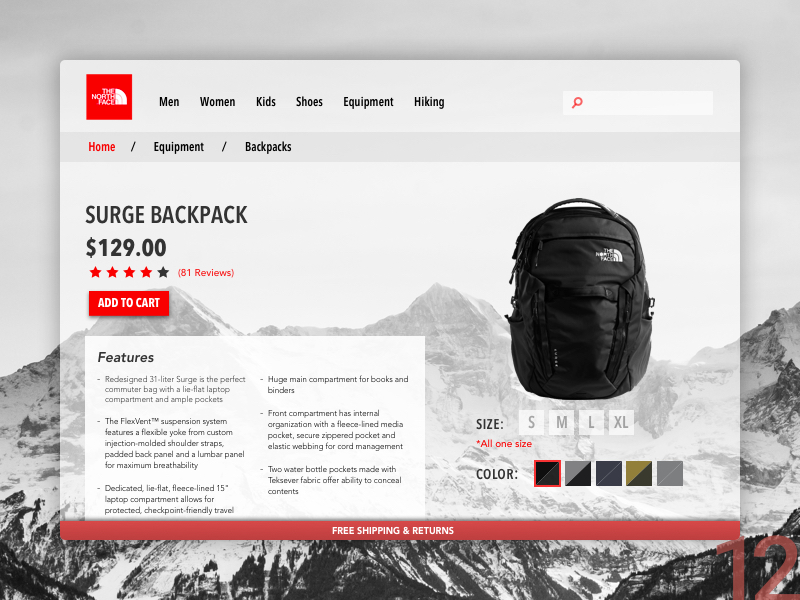 THE
NORTH
FACE
Men Women Kids Shoes Equipment Hiking
Home / Equipment / Backpacks
SURGE BACKPACK
$129.00
(81 Reviews)
ADD TO CART
THE
NORTH
FACE
Features
- Redesigned 31-liter Surge is the perfect
commuter bag with a lie-flat laptop
compartment and ample pockets
- The FlexVent™ suspension system
features a flexible yoke from custom
injection-molded shoulder straps,
padded back panel and a lumbar panel
for maximum breathability
- Dedicated, lie-flat, fleece-lined 15"
laptop compartment allows for
protected, checkpoint-friendly travel
- Huge main compartment for books and
binders
- Front compartment has internal
organization with a fleece-lined media
pocket, secure zippered pocket and
elastic webbing for cord management
- Two water bottle pockets made with
Teksever fabric offer ability to conceal
contents
SIZE: S M L XL
*All one size
COLOR:
FREE SHIPPING & RETURNS
12